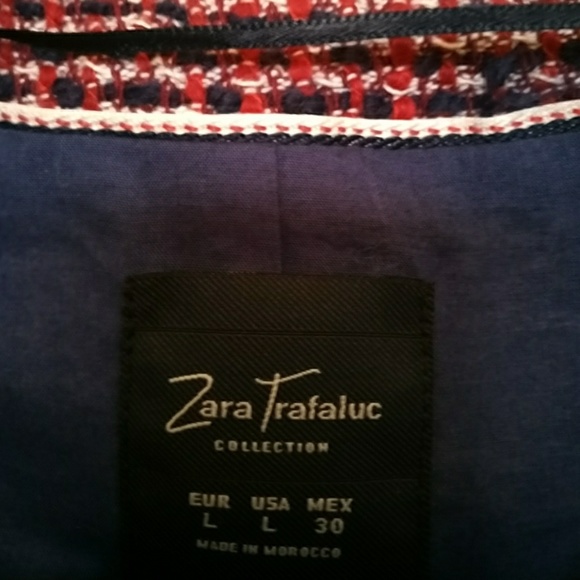 Zara Trafaluc
COLLECTION
EUR USA MEX
L L 30
MADE IN MOROCCO